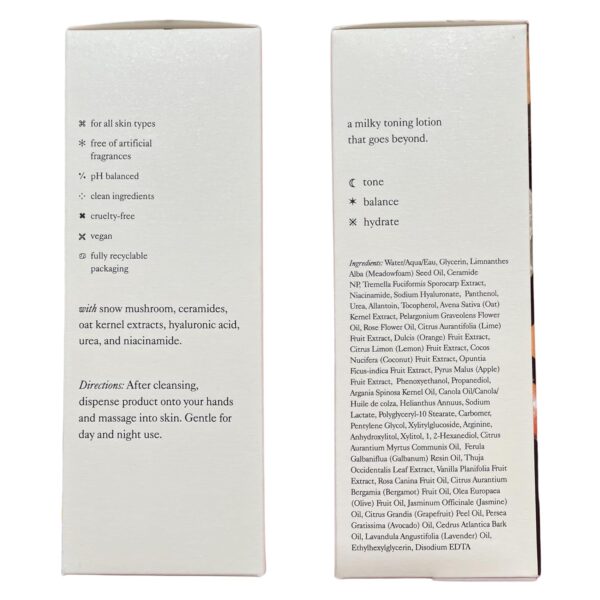 for all skin types
free of artificial
fragrances
pH balanced
clean ingredients
cruelty-free
vegan
fully recyclable
packaging
with snow mushroom, ceramides,
oat kernel extracts, hyaluronic acid,
urea, and niacinamide.
Directions: After cleansing,
dispense product onto your hands
and massage into skin. Gentle for
day and night use.
a milky toning lotion
that goes beyond.
tone
balance
hydrate
Ingredients: Water/Aqua/Eau, Glycerin, Limnanthes
Alba (Meadowfoam) Seed Oil, Ceramide
NP, Tremella Fuciformis Sporocarp Extract,
Niacinamide, Sodium Hyaluronate, Panthenol,
Urea, Allantoin, Tocopherol, Avena Sativa (Oat)
Kernel Extract, Pelargonium Graveolens Flower
Oil, Rose Flower Oil, Citrus Aurantifolia (Lime)
Fruit Extract, Dulcis (Orange) Fruit Extract,
Citrus Limon (Lemon) Fruit Extract, Cocos
Nucifera (Coconut) Fruit Extract, Opuntia
Ficus-indica Fruit Extract, Pyrus Malus (Apple)
Fruit Extract, Phenoxyethanol, Propanediol,
Argania Spinosa Kernel Oil, Canola Oil/Canola/
Huile de colza, Helianthus Annuus, Sodium
Lactate, Polyglyceryl-10 Stearate, Carbomer,
Pentylene Glycol, Xylitylglucoside, Arginine,
Anhydroxylitol, Xylitol, 1, 2-Hexanediol, Citrus
Aurantium Myrtus Communis Oil, Ferula
Galbaniflua (Galbanum) Resin Oil, Thuja
Occidentalis Leaf Extract, Vanilla Planifolia Fruit
Extract, Rosa Canina Fruit Oil, Citrus Aurantium
Bergamia (Bergamot) Fruit Oil, Olea Europaea
(Olive) Fruit Oil, Jasminum Officinale (Jasmine)
Oil, Citrus Grandis (Grapefruit) Peel Oil, Persea
Gratissima (Avocado) Oil, Cedrus Atlantica Bark
Oil, Lavandula Angustifolia (Lavender) Oil,
Ethylhexylglycerin, Disodium EDTA